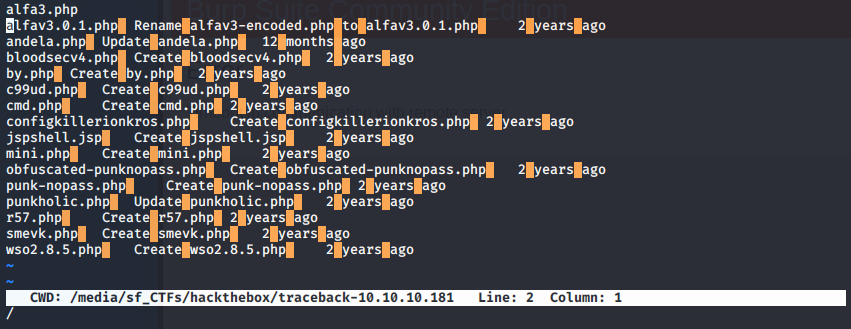 Burp Suite Community Edition
alfa3.php
alfav3.0.1.php Rename alfav3-encoded.php to alfav3.0.1.php 2 years ago
andela.php Update andela.php 12 months ago
bloodsecv4.php Create bloodsecv4.php 2 years ago
by.php Create by.php 2 years ago
c99ud.php Create c99ud.php 2 years ago
cmd.php Create cmd.php 2 years ago
configkillerionkros.php Create configkillerionkros.php 2 years ago
jspshell.jsp Create jspshell.jsp 2 years ago
mini.php Create mini.php 2 years ago
obfuscated-punknopass.php Create obfuscated-punknopass.php 2 years ago
punk-nopass.php Create punk-nopass.php 2 years ago
punkholic.php Update punkholic.php 2 years ago
r57.php Create r57.php 2 years ago
smevk.php Create smevk.php 2 years ago
wso2.8.5.php Create wso2.8.5.php 2 years ago
~
~
CWD: /media/sf_CTFs/hackthebox/traceback-10.10.10.181 Line: 2 Column: 1
/